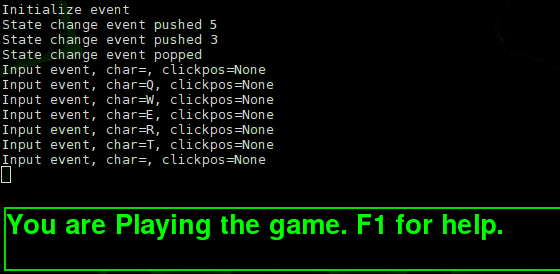 Initialize event
State change event pushed 5
State change event pushed 3
State change event popped
Input event, char=, clickpos=None
Input event, char=Q, clickpos=None
Input event, char=W, clickpos=None
Input event, char=E, clickpos=None
Input event, char=R, clickpos=None
Input event, char=T, clickpos=None
Input event, char=, clickpos=None
You are Playing the game. F1 for help.